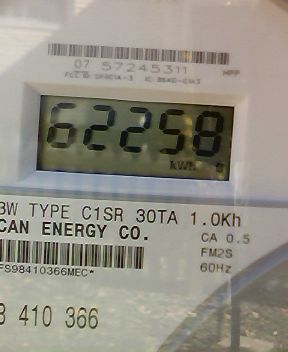 07 57245311
62258
kWh
3W TYPE C1SR 30TA 1.0Kh
CAN ENERGY CO.
CA 0.5
FM2S
60Hz
FS98410366MEC*
410 366